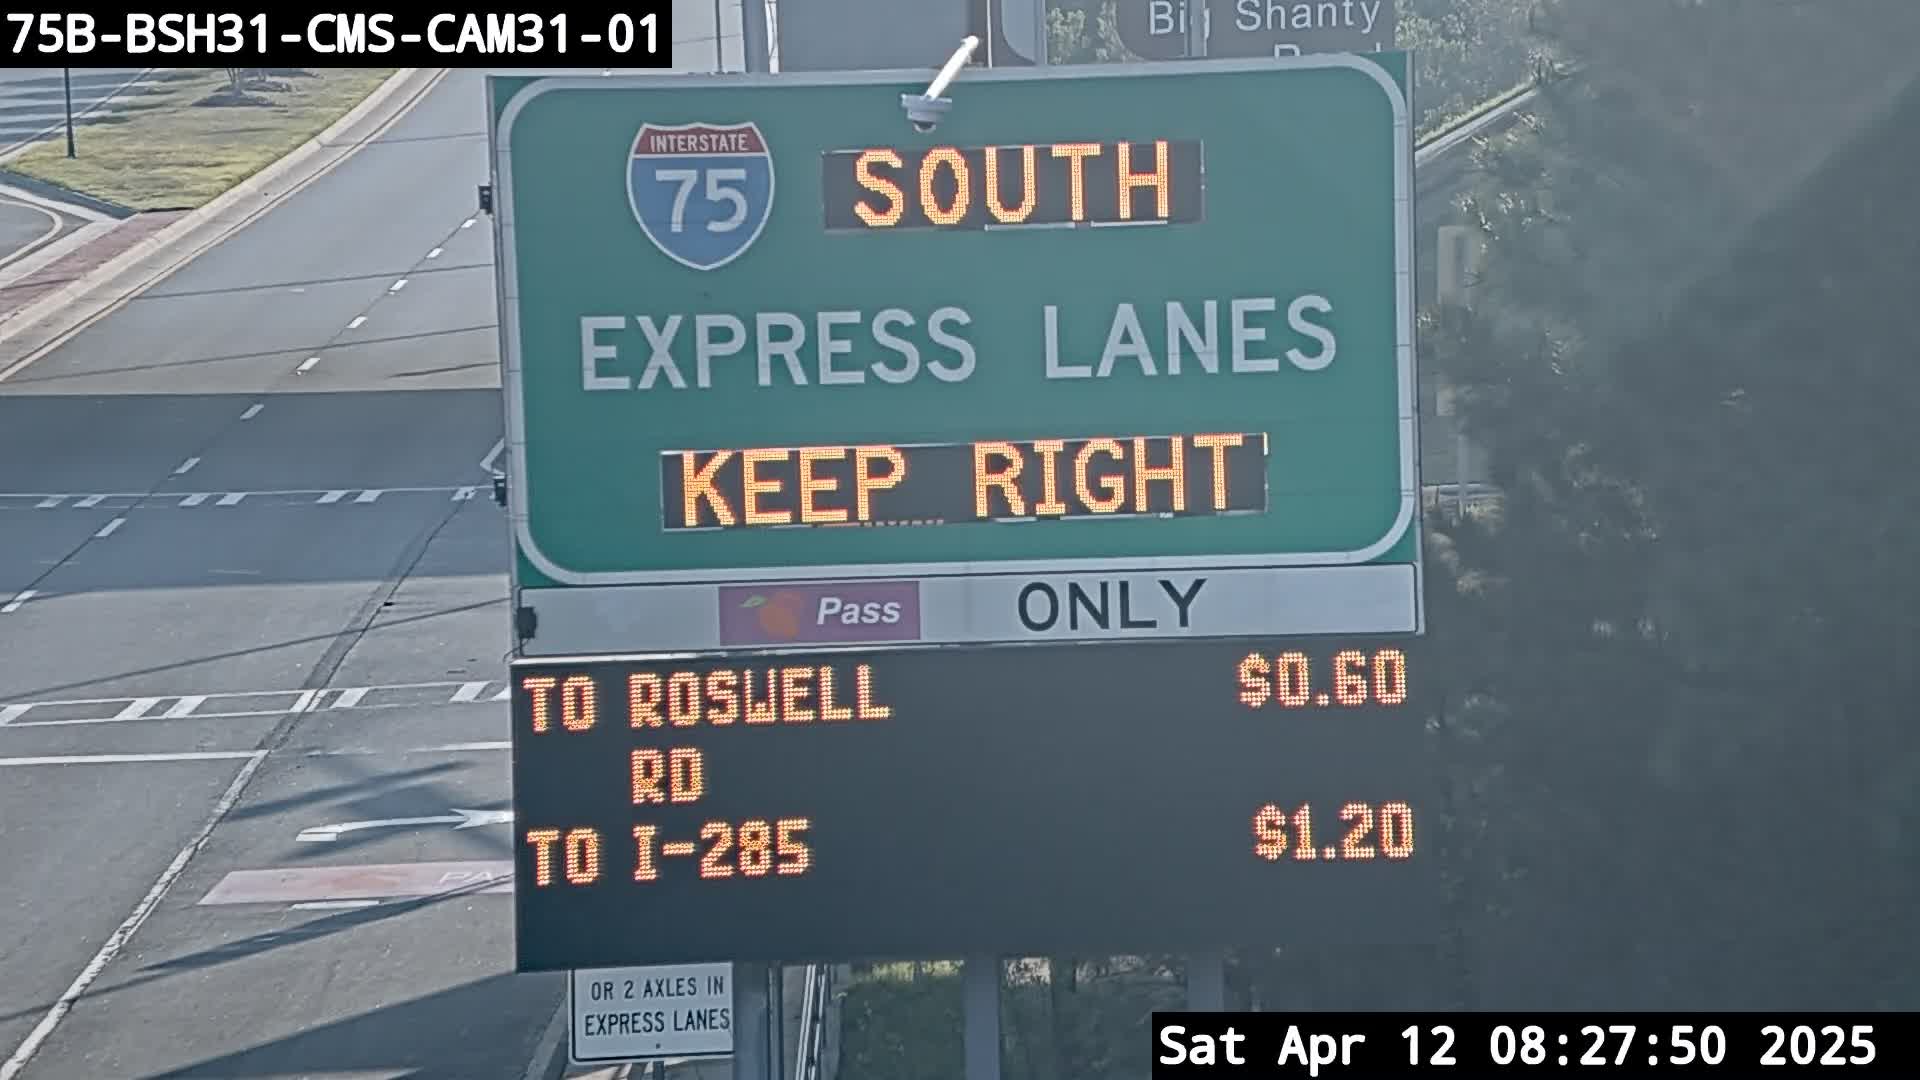 75B-BSH31-CMS-CAM31-01
Big Shanty
Road
INTERSTATE
75
SOUTH
EXPRESS LANES
KEEP RIGHT
Pass ONLY
TO ROSWELL $0.60
RD
TO I-285 $1.20
PA
OR 2 AXLES IN
EXPRESS LANES
Sat Apr 12 08:27:50 2025